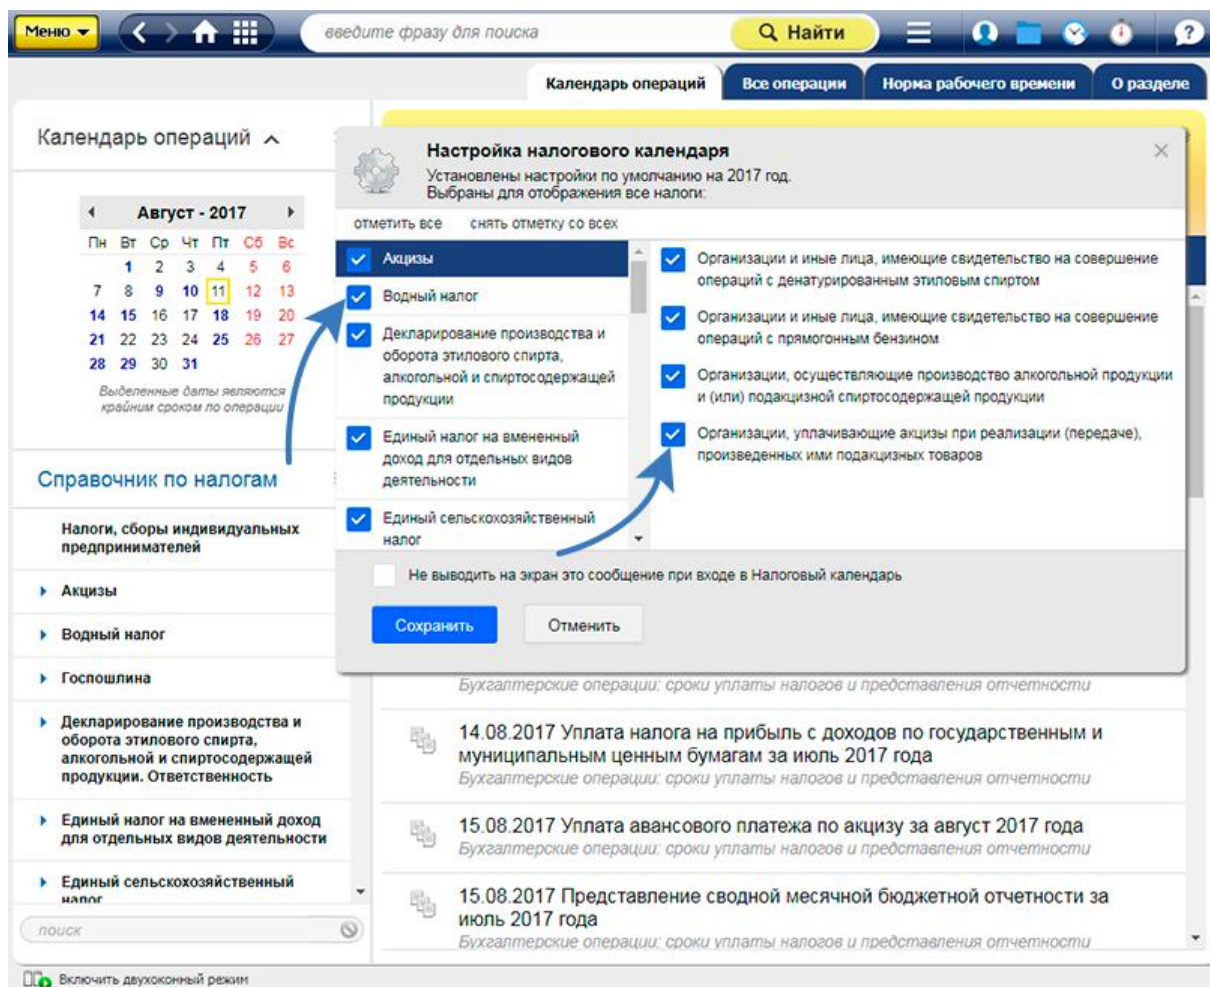 Меню
введите фразу для поиска
Найти
?
Календарь операций
Все операции
Норма рабочего времени
О разделе
Календарь операций
Август - 2017
Пн Вт Ср Чт Пт Сб Вс
1 2 3 4 5 6
7 8 9 10 11 12 13
14 15 16 17 18 19 20
21 22 23 24 25 26 27
28 29 30 31
Выделенные даты являются
крайним сроком по операции
Справочник по налогам
Налоги, сборы индивидуальных
предпринимателей
Акцизы
Водный налог
Госпошлина
Декларирование производства и
оборота этилового спирта,
алкогольной и спиртосодержащей
продукции. Ответственность
Единый налог на вмененный доход
для отдельных видов деятельности
Единый сельскохозяйственный
налог
поиск
Включить двухоконный режим
Настройка налогового календаря
Установлены настройки по умолчанию на 2017 год.
Выбраны для отображения все налоги:
отметить все
снять отметку со всех
Акцизы
Водный налог
Декларирование производства и
оборота этилового спирта,
алкогольной и спиртосодержащей
продукции
Единый налог на вмененный
доход для отдельных видов
деятельности
Единый сельскохозяйственный
налог
Организации и иные лица, имеющие свидетельство на совершение
операций с денатурированным этиловым спиртом
Организации и иные лица, имеющие свидетельство на совершение
операций с прямогонным бензином
Организации, осуществляющие производство алкогольной продукции
и (или) подакцизной спиртосодержащей продукции
Организации, уплачивающие акцизы при реализации (передаче),
произведенных ими подакцизных товаров
Не выводить на экран это сообщение при входе в Налоговый календарь
Сохранить
Отменить
Бухгалтерские операции: сроки уплаты налогов и представления отчетности
14.08.2017 Уплата налога на прибыль с доходов по государственным и
муниципальным ценным бумагам за июль 2017 года
Бухгалтерские операции: сроки уплаты налогов и представления отчетности
15.08.2017 Уплата авансового платежа по акцизу за август 2017 года
Бухгалтерские операции: сроки уплаты налогов и представления отчетности
15.08.2017 Представление сводной месячной бюджетной отчетности за
июль 2017 года
Бухгалтерские операции: сроки уплаты налогов и представления отчетности